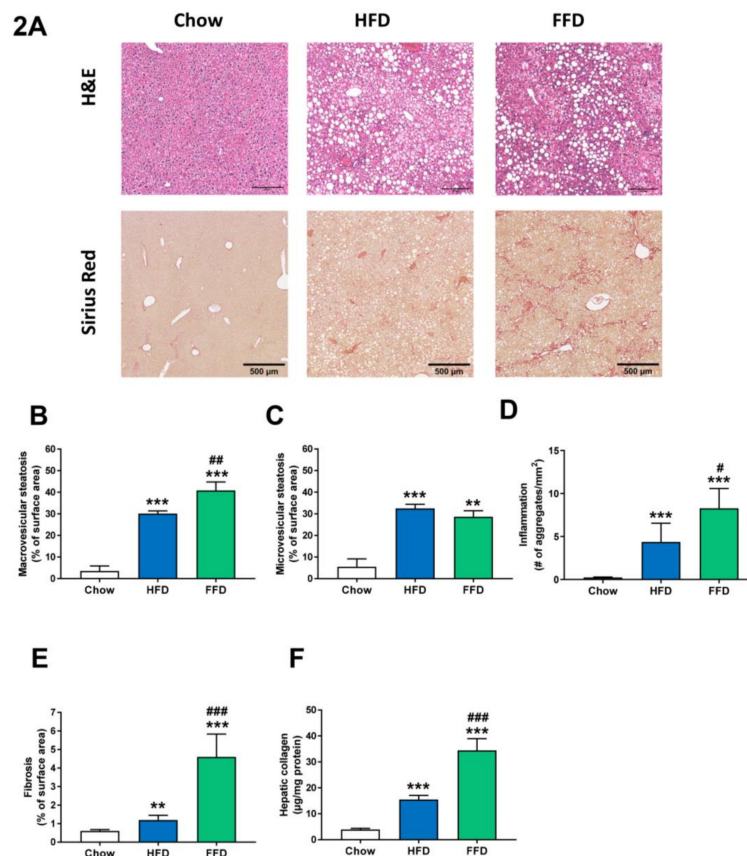 2A
Chow
HFD
FFD
H&E
Sirius Red
500 µm
500 µm
500 µm
B
Macrovesicular steatosis
(% of surface area)
60
50
40
30
20
10
0
***
##
***
Chow
HFD
FFD
C
Microvesicular steatosis
(% of surface area)
60
50
40
30
20
10
0
***
**
Chow
HFD
FFD
D
Inflammation
(# of aggregates/mm²)
15
10
5
0
***
#
***
Chow
HFD
FFD
E
Fibrosis
(% of surface area)
7
6
5
4
3
2
1
0
**
###
***
Chow
HFD
FFD
F
Hepatic collagen
(µg/mg protein)
50
40
30
20
10
0
***
###
***
Chow
HFD
FFD